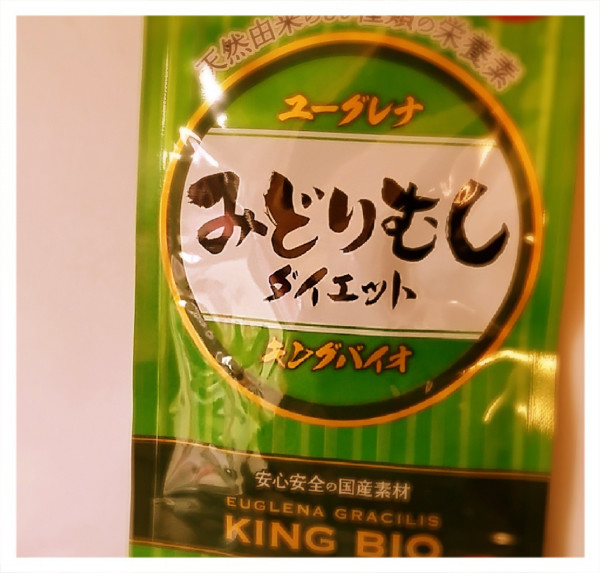 天然由来の59種類の栄養素
ユーグレナ
みどりむし
ダイエット
キングバイオ
安心安全の国産素材
EUGLENA GRACILIS
KING BIO